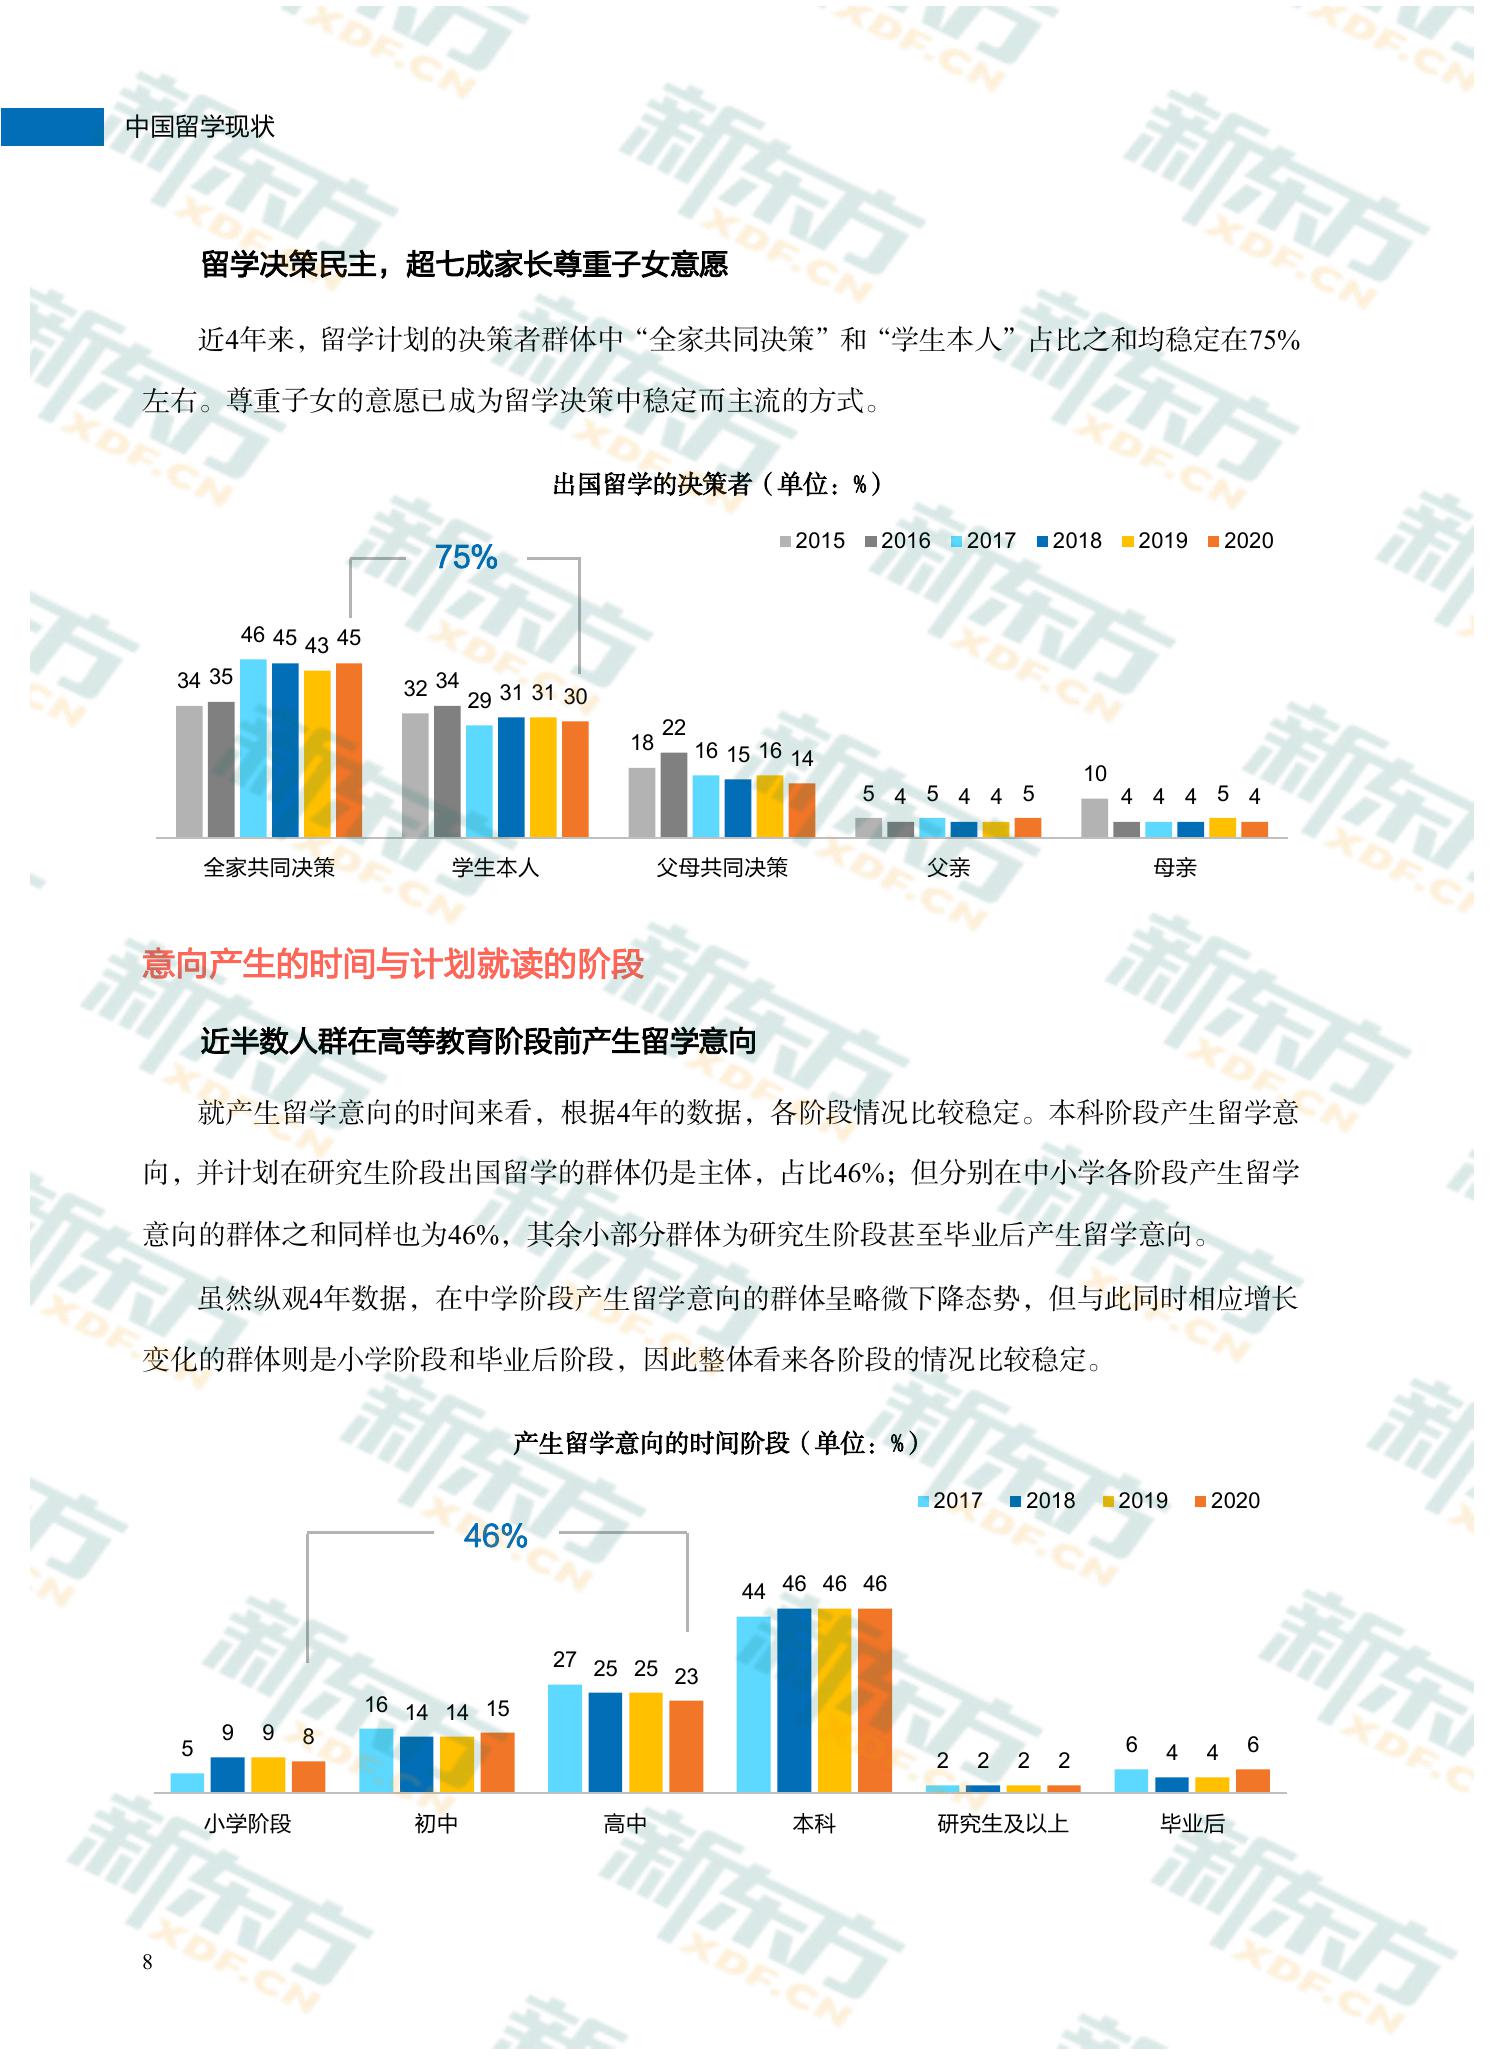 中国留学现状
留学决策民主，超七成家长尊重子女意愿
近4年来，留学计划的决策者群体中“全家共同决策”和“学生本人”占比之和均稳定在75%
左右。尊重子女的意愿已成为留学决策中稳定而主流的方式。
出国留学的决策者（单位：%）
2015 2016 2017 2018 2019 2020
75%
34 35 46 45 43 45
32 34 29 31 31 30
18 22 16 15 16 14
5 4 5 4 4 5
10 4 4 4 5 4
全家共同决策 学生本人 父母共同决策 父亲 母亲
意向产生的时间与计划就读的阶段
近半数人群在高等教育阶段前产生留学意向
就产生留学意向的时间来看，根据4年的数据，各阶段情况比较稳定。本科阶段产生留学意
向，并计划在研究生阶段出国留学的群体仍是主体，占比46%；但分别在中小学各阶段产生留学
意向的群体之和同样也为46%，其余小部分群体为研究生阶段甚至毕业后产生留学意向。
虽然纵观4年数据，在中学阶段产生留学意向的群体呈略微下降态势，但与此同时相应增长
变化的群体则是小学阶段和毕业后阶段，因此整体看来各阶段的情况比较稳定。
产生留学意向的时间阶段（单位：%）
2017 2018 2019 2020
46%
5 9 9 8
16 14 14 15
27 25 25 23
44 46 46 46
2 2 2 2
6 4 4 6
小学阶段 初中 高中 本科 研究生及以上 毕业后
8
新东方
XDF.CN